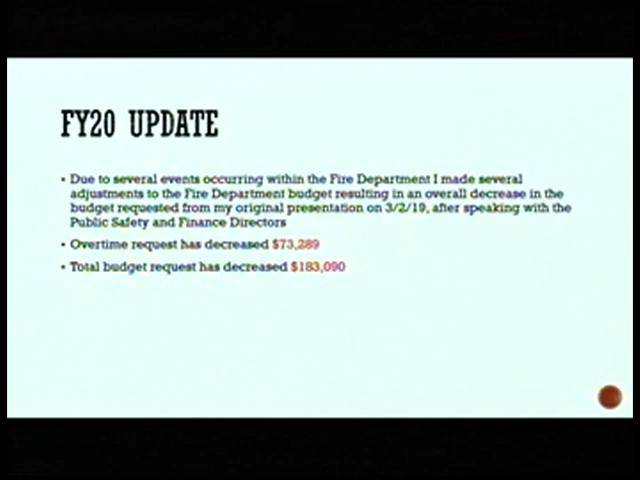 FY20 UPDATE
• Due to several events occurring within the Fire Department I made several
adjustments to the Fire Department budget resulting in an overall decrease in the
budget requested from my original presentation on 3/2/19, after speaking with the
Public Safety and Finance Directors
• Overtime request has decreased $73,289
• Total budget request has decreased $183,090